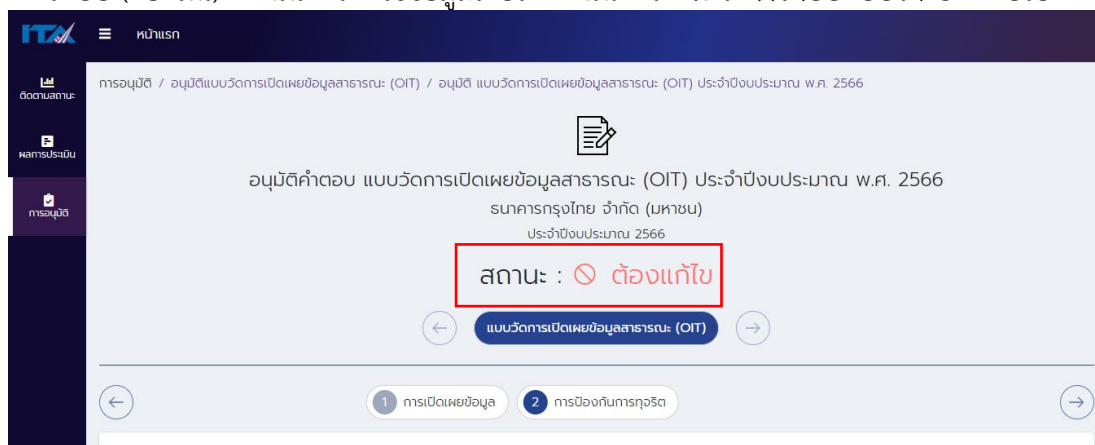 ITA
หน้าแรก
ติดตามสถานะ
ผลการประเมิน
การอนุมัติ
การอนุมัติ / อนุมัติแบบวัดการเปิดเผยข้อมูลสาธารณะ (OIT) / อนุมัติ แบบวัดการเปิดเผยข้อมูลสาธารณะ (OIT) ประจำปีงบประมาณ พ.ศ. 2566
อนุมัติคำตอบ แบบวัดการเปิดเผยข้อมูลสาธารณะ (OIT) ประจำปีงบประมาณ พ.ศ. 2566
ธนาคารกรุงไทย จำกัด (มหาชน)
ประจำปีงบประมาณ 2566
สถานะ : ต้องแก้ไข
แบบวัดการเปิดเผยข้อมูลสาธารณะ (OIT)
1 การเปิดเผยข้อมูล 2 การป้องกันการทุจริต